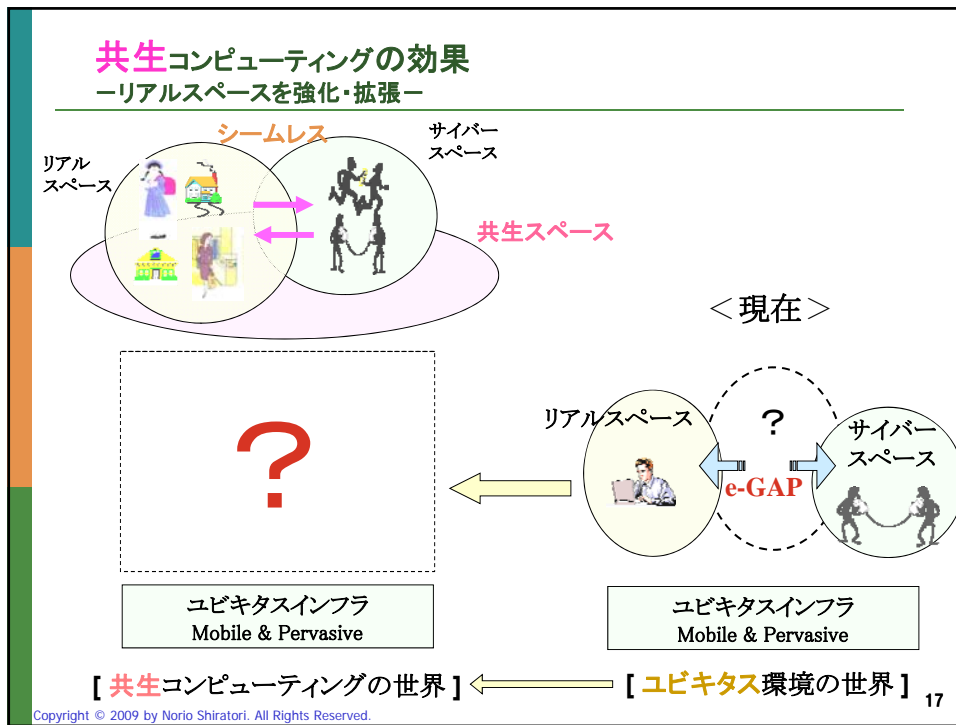 共生コンピューティングの効果
−リアルスペースを強化・拡張−
シームレス
サイバー
スペース
リアル
スペース
共生スペース
＜現在＞
?
リアルスペース
?
サイバー
スペース
e-GAP
ユビキタスインフラ
Mobile & Pervasive
ユビキタスインフラ
Mobile & Pervasive
[ 共生コンピューティングの世界 ]
[ ユビキタス環境の世界 ]
17
Copyright © 2009 by Norio Shiratori. All Rights Reserved.